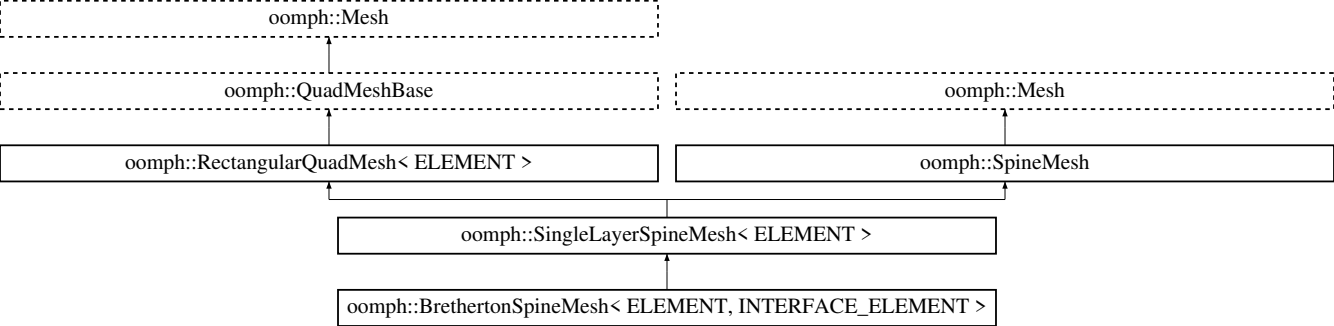 oomph::Mesh
oomph::QuadMeshBase
oomph::Mesh
oomph::RectangularQuadMesh< ELEMENT >
oomph::SpineMesh
oomph::SingleLayerSpineMesh< ELEMENT >
oomph::BrethertonSpineMesh< ELEMENT, INTERFACE_ELEMENT >